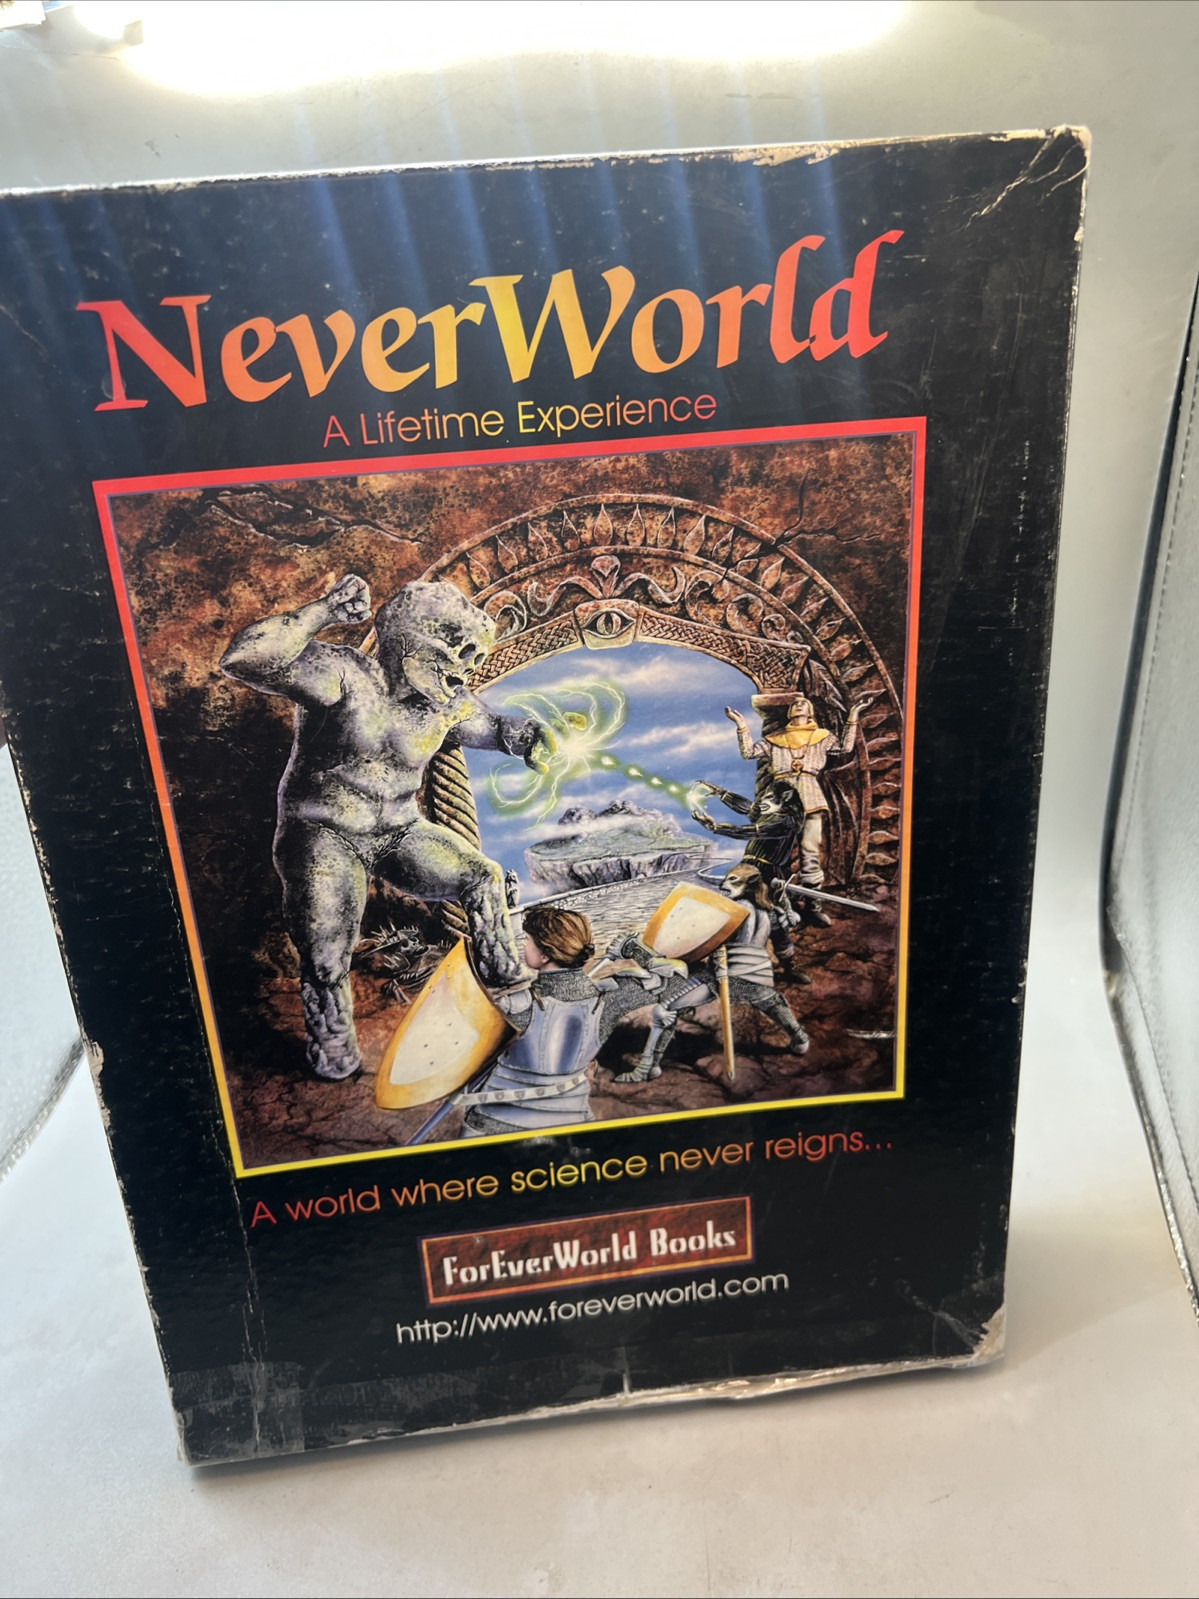 NeverWorld
A Lifetime Experience
A world where science never reigns...
ForEverWorld Books
http://www.foreverworld.com